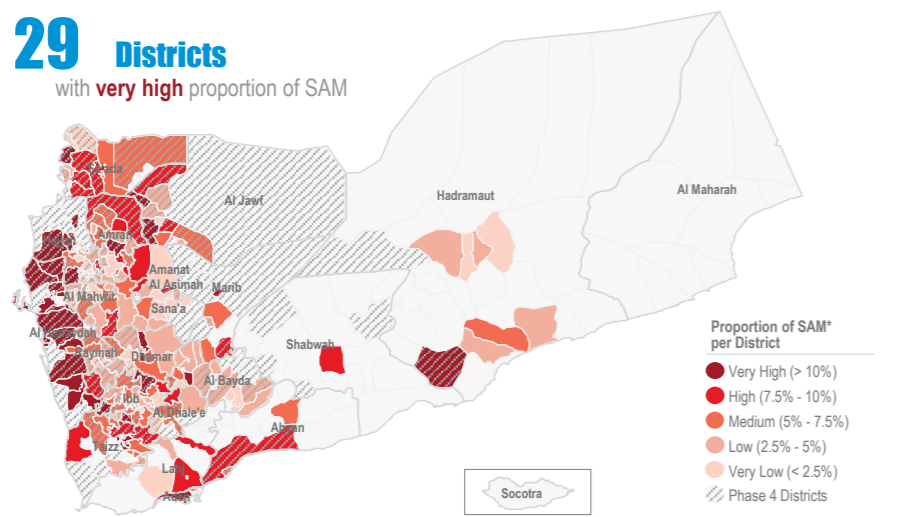 29 Districts
with very high proportion of SAM
Sa'ada
Al Jawf
Hadramaut
Al Maharah
Amran
Amanat
Al Asimah
Marib
Al Mahwit
Sana'a
Raymah
Dhamar
Shabwah
Al Bayda
Ibb
Al Dhale'e
Abyan
Taizz
Lahj
Aden
Socotra
Proportion of SAM*
per District
Very High (> 10%)
High (7.5% - 10%)
Medium (5% - 7.5%)
Low (2.5% - 5%)
Very Low (< 2.5%)
Phase 4 Districts